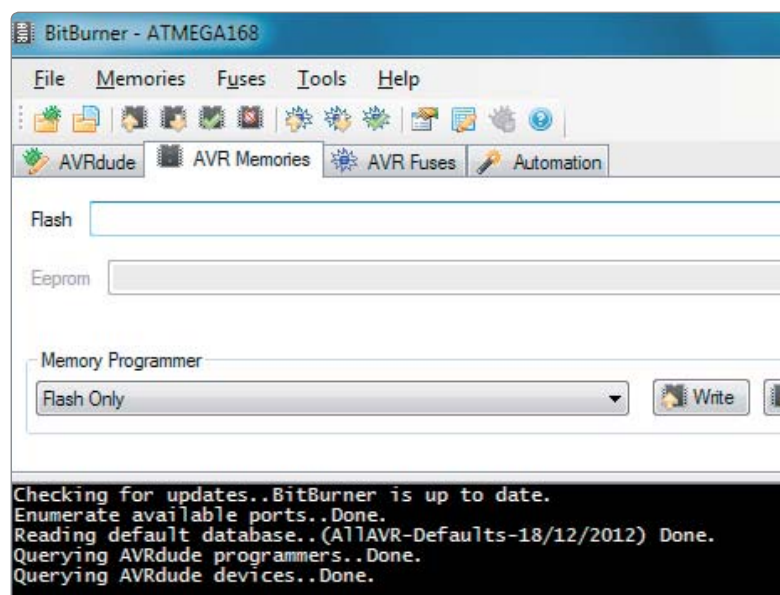 BitBurner - ATMEGA168
File Memories Fuses Tools Help
AVRdude AVR Memories AVR Fuses Automation
Flash
Eeprom
Memory Programmer
Flash Only Write
Checking for updates..BitBurner is up to date.
Enumerate available ports..Done.
Reading default database..(AllAVR-Defaults-18/12/2012) Done.
Querying AVRdude programmers..Done.
Querying AVRdude devices..Done.